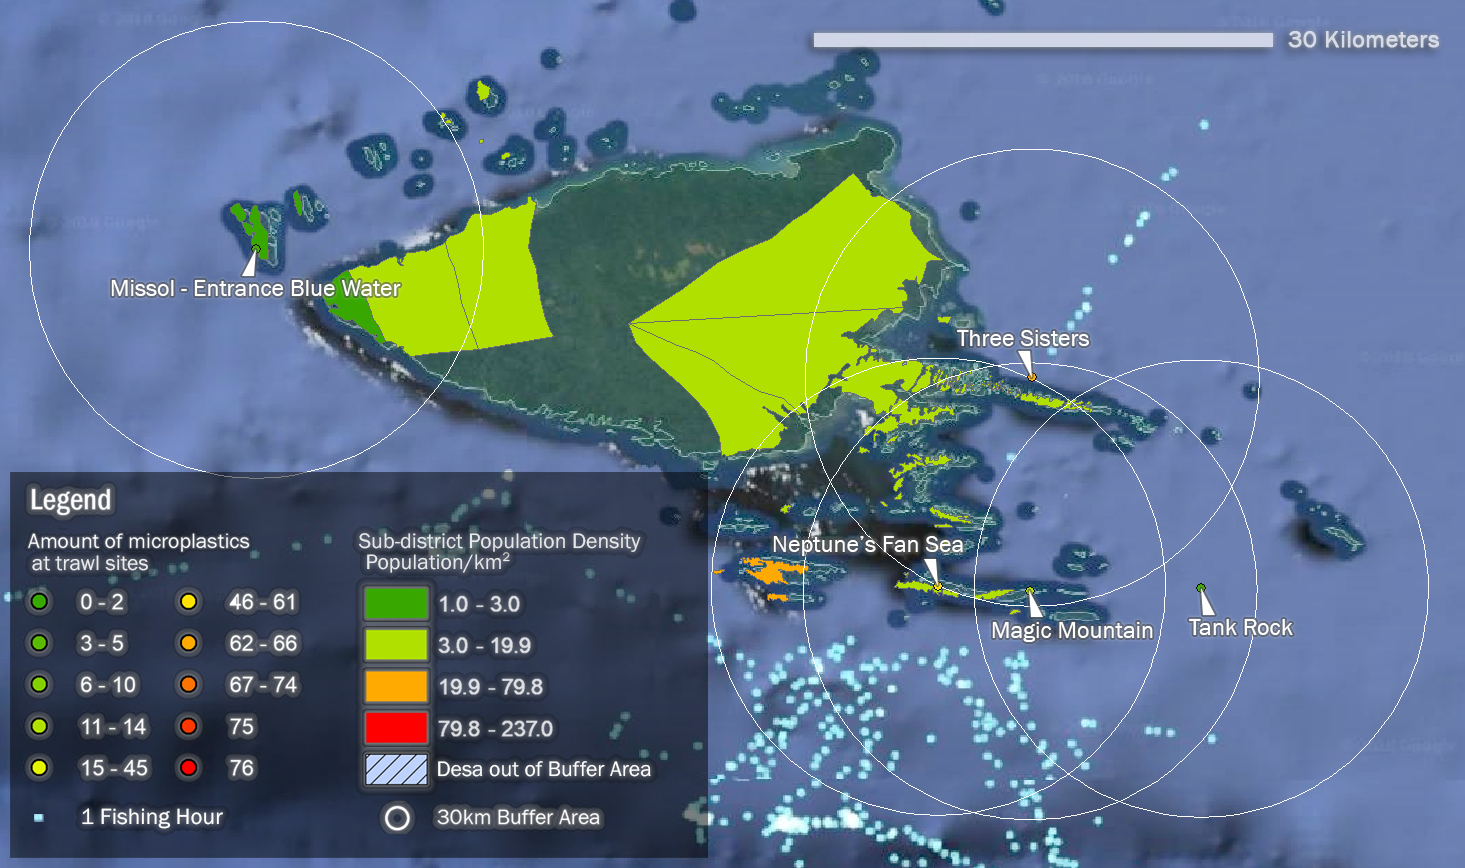 30 Kilometers
Missol - Entrance Blue Water
Three Sisters
Neptune's Fan Sea
Magic Mountain
Tank Rock
Legend
Amount of microplastics
at trawl sites
0 - 2
3 - 5
6 - 10
11 - 14
15 - 45
46 - 61
62 - 66
67 - 74
75
76
1 Fishing Hour
Sub-district Population Density
Population/km²
1.0 - 3.0
3.0 - 19.9
19.9 - 79.8
79.8 - 237.0
Desa out of Buffer Area
30km Buffer Area